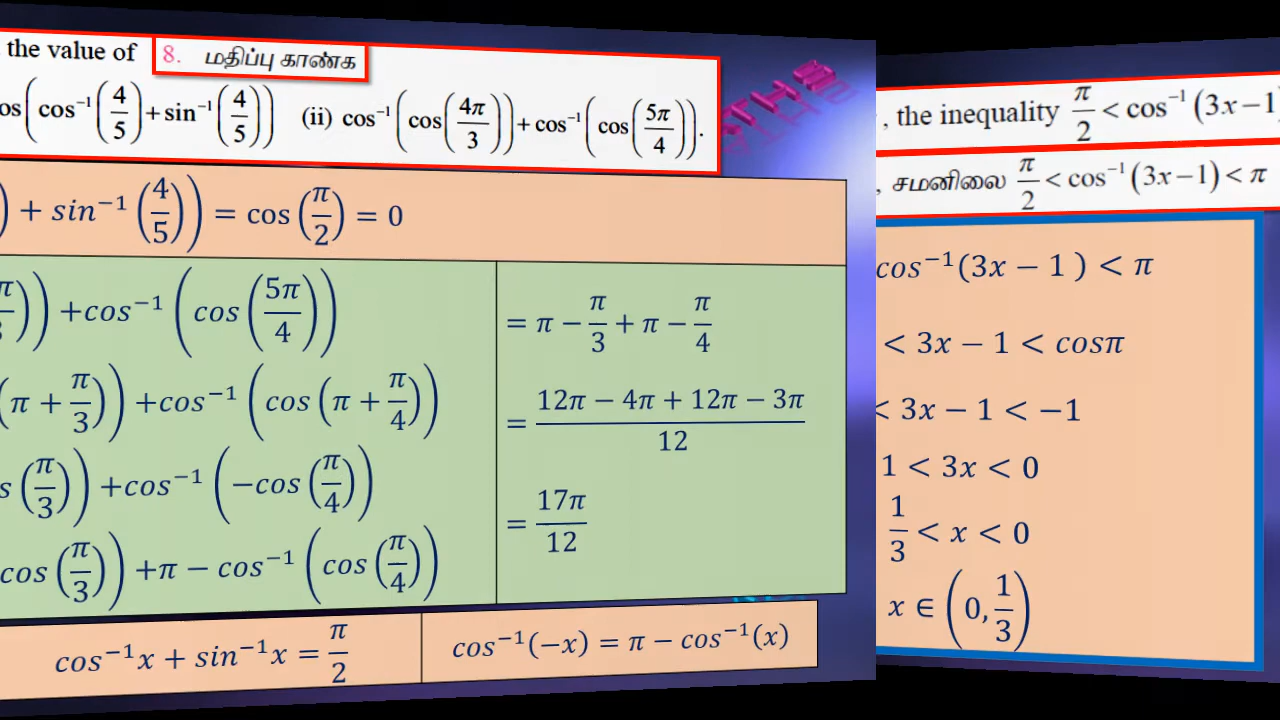 the value of 8. மதிப்பு காண்க
os(cos⁻¹(4/5)+sin⁻¹(4/5)) (ii) cos⁻¹(cos(4π/3))+cos⁻¹(cos(5π/4)).
) + sin⁻¹(4/5)) = cos(π/2) = 0
)) +cos⁻¹(cos(5π/4))
(π + π/3)) +cos⁻¹(cos(π + π/4))
s(π/3)) +cos⁻¹(−cos(π/4))
cos(π/3)) +π − cos⁻¹(cos(π/4))
= π − π/3 + π − π/4
= (12π − 4π + 12π − 3π)/12
= 17π/12
cos⁻¹x + sin⁻¹x = π/2
cos⁻¹(−x) = π − cos⁻¹(x)
, the inequality π/2 < cos⁻¹(3x−1)
, சமனிலை π/2 < cos⁻¹(3x−1) < π
cos⁻¹(3x − 1 ) < π
< 3x − 1 < cosπ
< 3x − 1 < −1
1 < 3x < 0
1/3 < x < 0
x ∈ (0, 1/3)